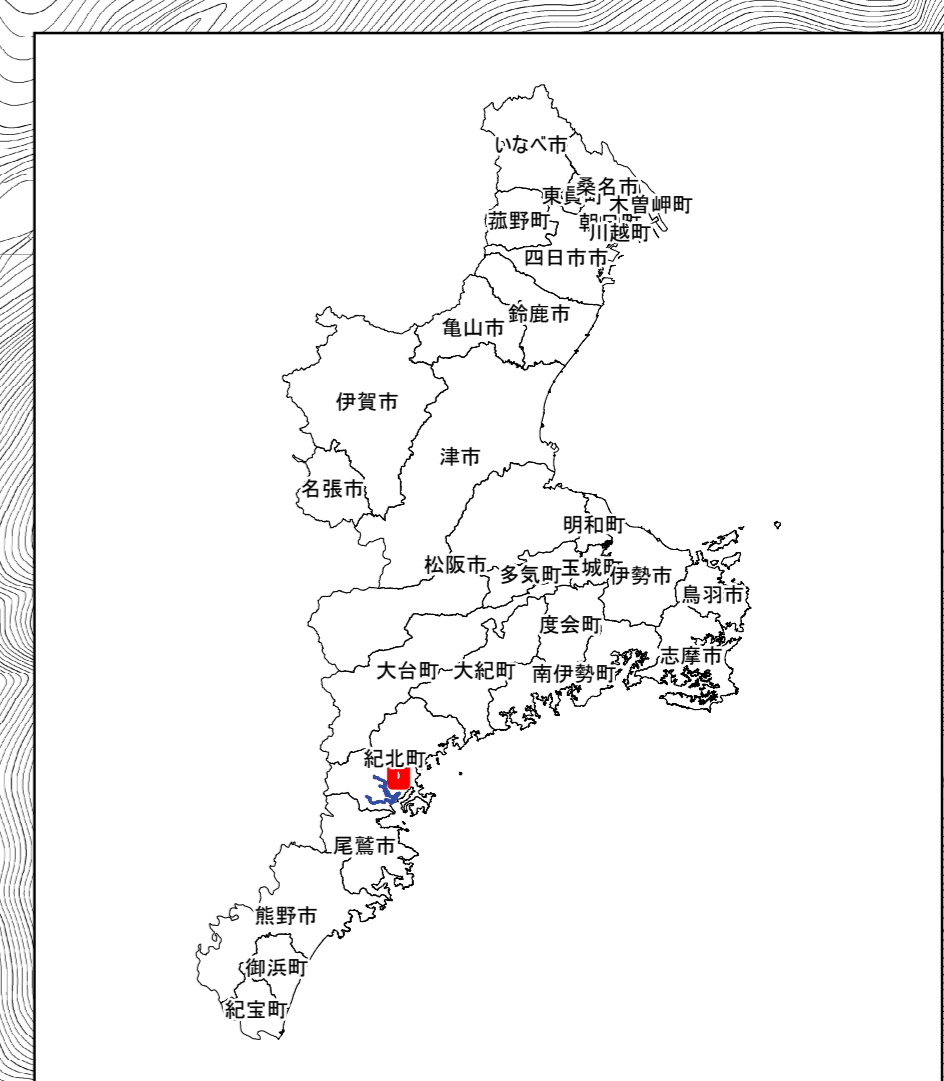 いなべ市
桑名市
東員町
木曽岬町
菰野町
朝日町
川越町
四日市市
鈴鹿市
亀山市
伊賀市
津市
名張市
明和町
松阪市
多気町
玉城町
伊勢市
鳥羽市
度会町
志摩市
大台町
大紀町
南伊勢町
紀北町
尾鷲市
熊野市
御浜町
紀宝町